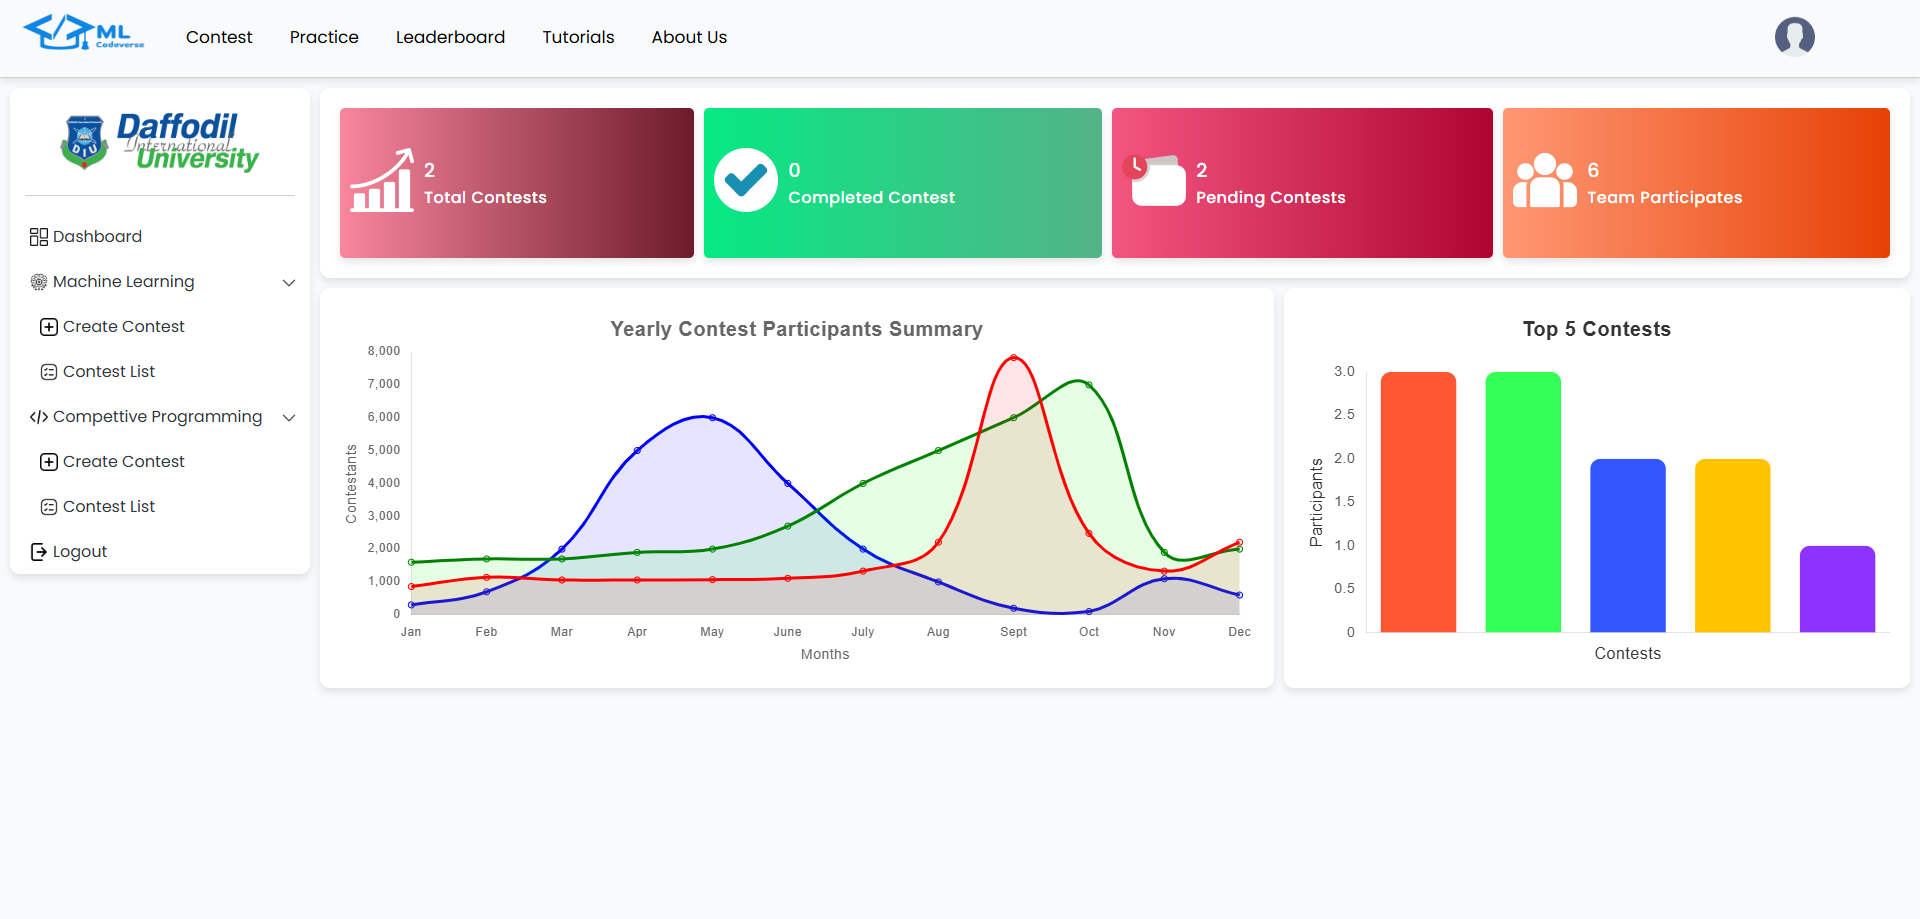 ML
Codeverse
Contest
Practice
Leaderboard
Tutorials
About Us
Daffodil
International
University
DIU
Dashboard
Machine Learning
Create Contest
Contest List
Compettive Programming
Create Contest
Contest List
Logout
2
Total Contests
0
Completed Contest
2
Pending Contests
6
Team Participates
Yearly Contest Participants Summary
Contestants
8,000
7,000
6,000
5,000
4,000
3,000
2,000
1,000
0
Jan Feb Mar Apr May June July Aug Sept Oct Nov Dec
Months
Top 5 Contests
Participants
3.0
2.5
2.0
1.5
1.0
0.5
0
Contests